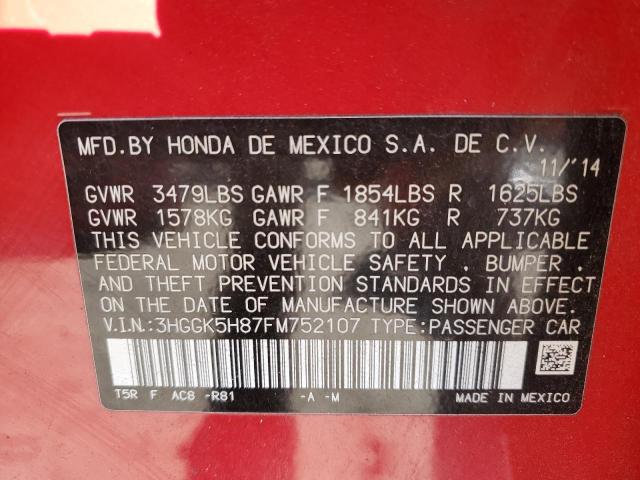 MFD.BY HONDA DE MEXICO S.A. DE C.V.
11/'14
GVWR 3479LBS GAWR F 1854LBS R 1625LBS
GVWR 1578KG GAWR F 841KG R 737KG
THIS VEHICLE CONFORMS TO ALL APPLICABLE
FEDERAL MOTOR VEHICLE SAFETY , BUMPER ,
AND THEFT PREVENTION STANDARDS IN EFFECT
ON THE DATE OF MANUFACTURE SHOWN ABOVE.
V.I.N.:3HGGK5H87FM752107 TYPE:PASSENGER CAR
T5R F AC8 -R81 -A -M MADE IN MEXICO